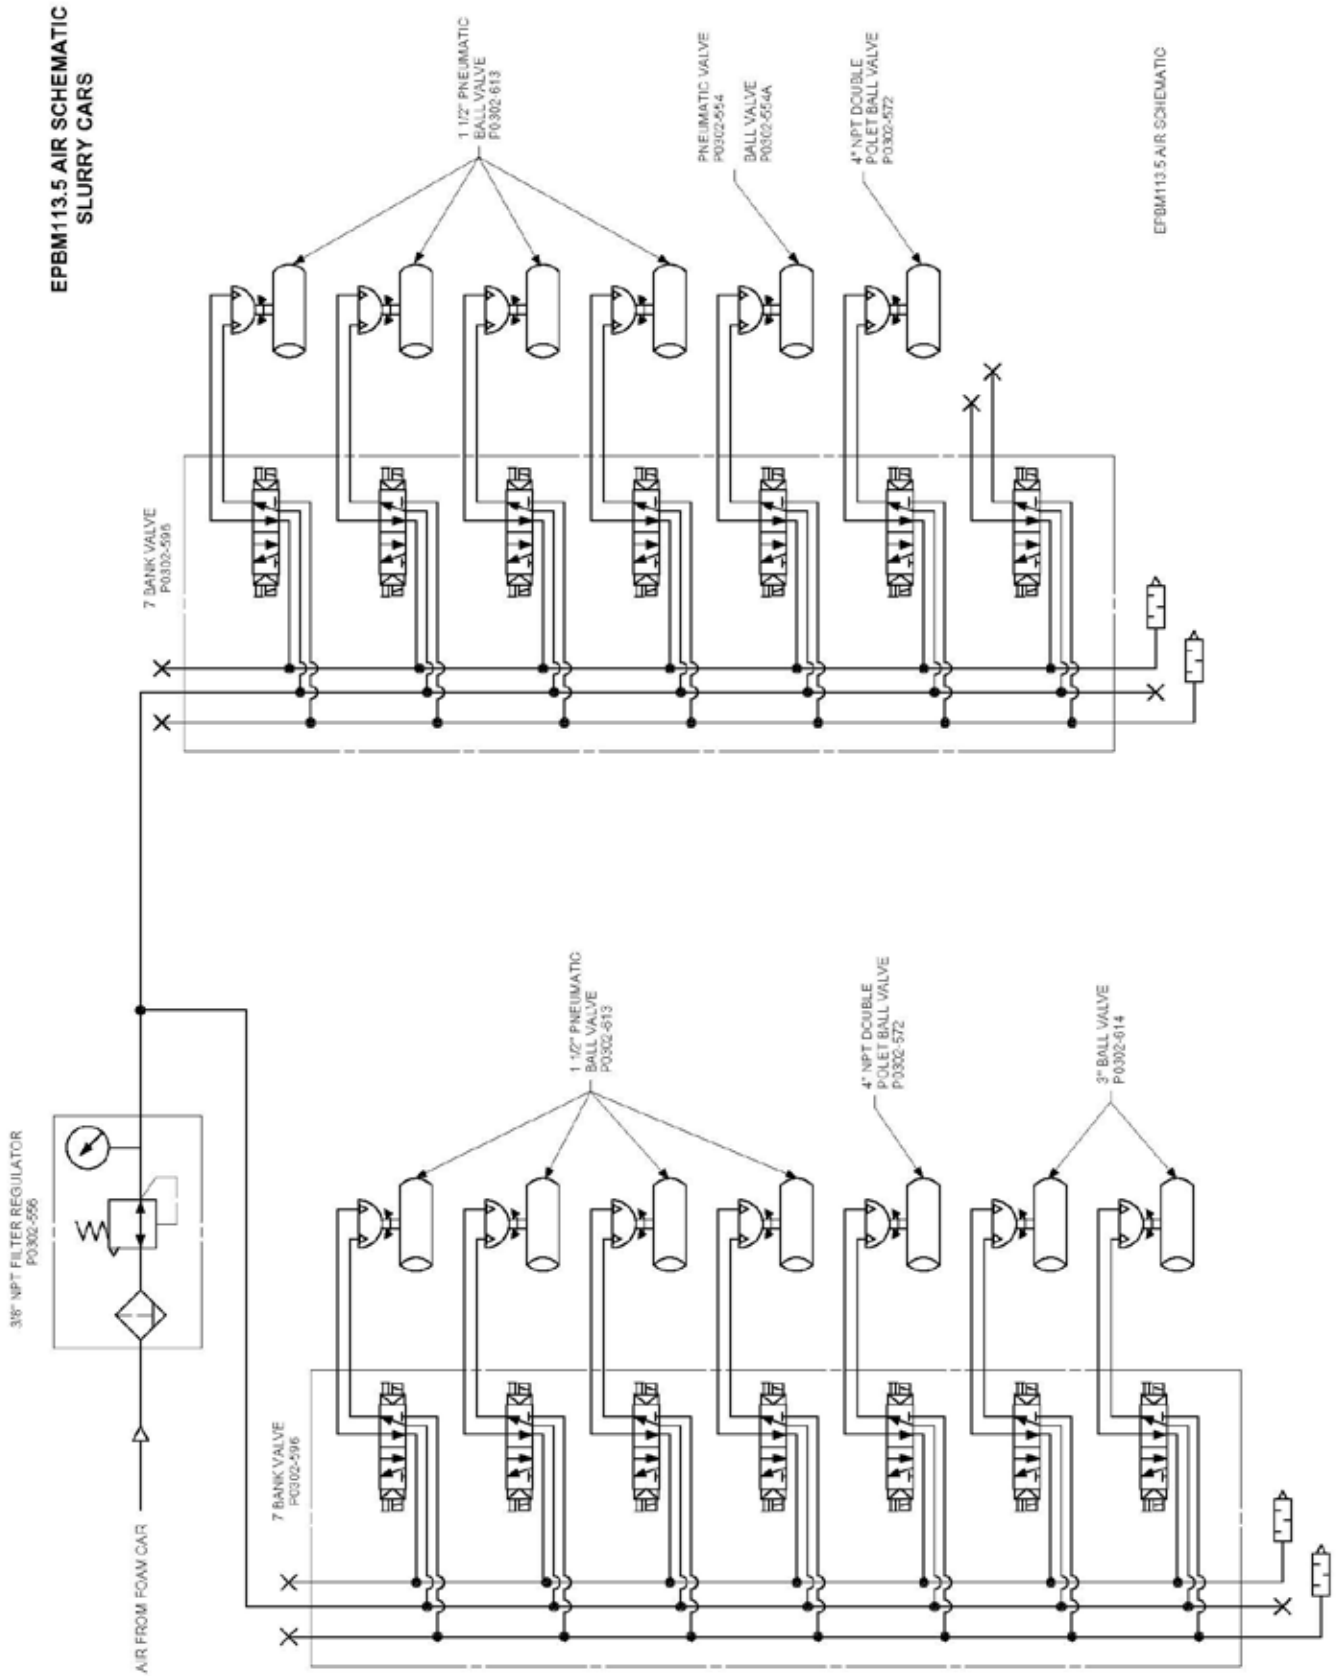 EPBM113.5 AIR SCHEMATIC
SLURRY CARS
3/8" NPT FILTER REGULATOR
P0302-556
AIR FROM FOAM CAR
7 BANK VALVE
P0302-596
1 1/2" PNEUMATIC
BALL VALVE
P0302-613
4" NPT DOUBLE
POLET BALL VALVE
P0302-572
3" BALL VALVE
P0302-614
7 BANK VALVE
P0302-595
1 1/2" PNEUMATIC
BALL VALVE
P0302-613
PNEUMATIC VALVE
P0302-554
BALL VALVE
P0302-554A
4" NPT DOUBLE
POLET BALL VALVE
P0302-572
EPBM113.5 AIR SCHEMATIC